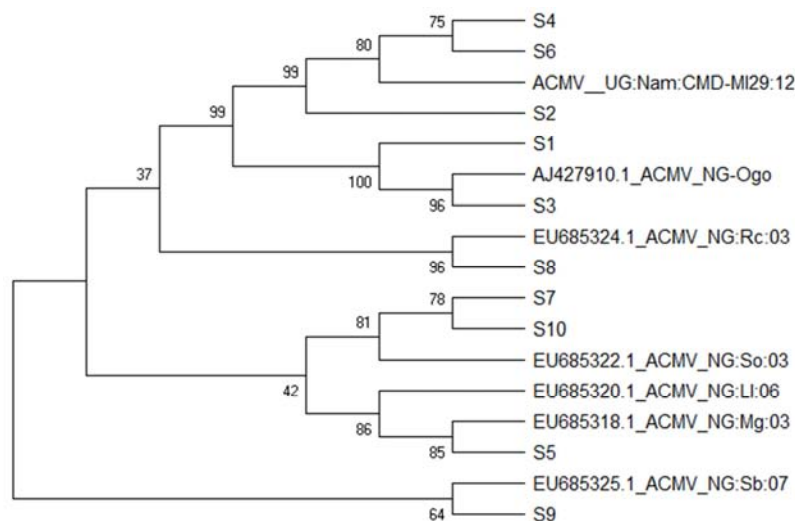 75
S4
S6
80
ACMV__UG:Nam:CMD-MI29:12
99
S2
99
S1
100
AJ427910.1_ACMV_NG-Ogo
96
S3
37
EU685324.1_ACMV_NG:Rc:03
96
S8
78
S7
S10
81
EU685322.1_ACMV_NG:So:03
42
EU685320.1_ACMV_NG:LI:06
86
EU685318.1_ACMV_NG:Mg:03
85
S5
EU685325.1_ACMV_NG:Sb:07
64
S9